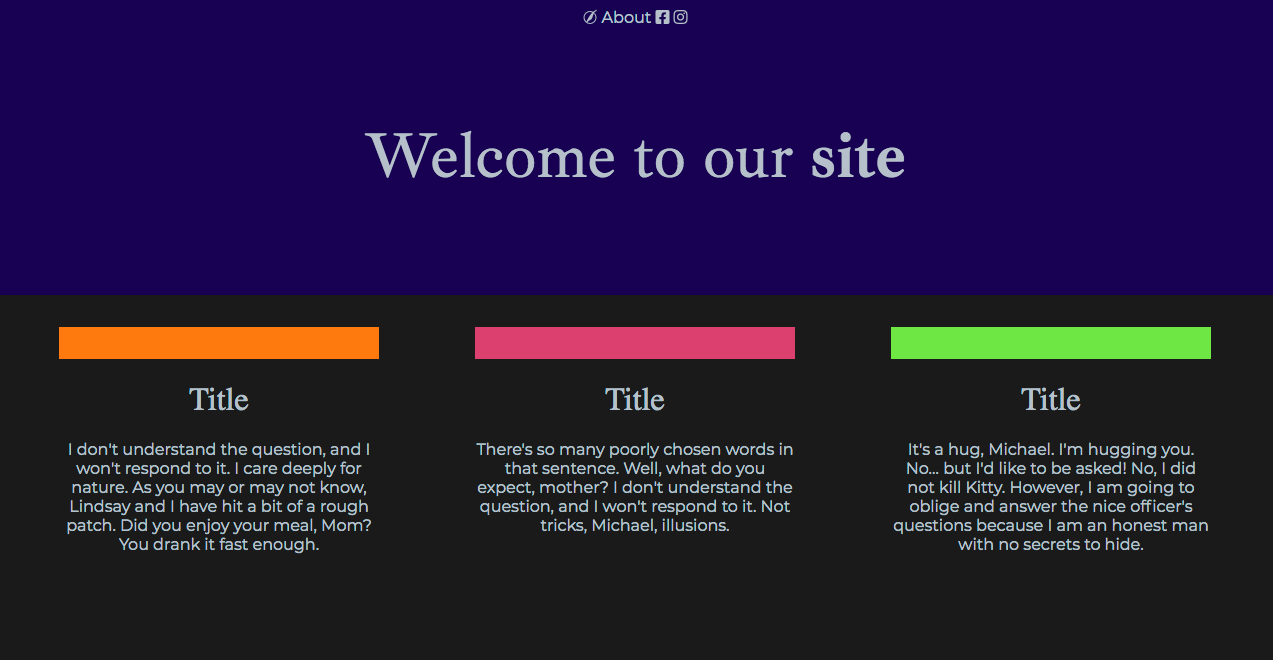 About
Welcome to our site
Title
I don't understand the question, and I
won't respond to it. I care deeply for
nature. As you may or may not know,
Lindsay and I have hit a bit of a rough
patch. Did you enjoy your meal, Mom?
You drank it fast enough.
Title
There's so many poorly chosen words in
that sentence. Well, what do you
expect, mother? I don't understand the
question, and I won't respond to it. Not
tricks, Michael, illusions.
Title
It's a hug, Michael. I'm hugging you.
No... but I'd like to be asked! No, I did
not kill Kitty. However, I am going to
oblige and answer the nice officer's
questions because I am an honest man
with no secrets to hide.